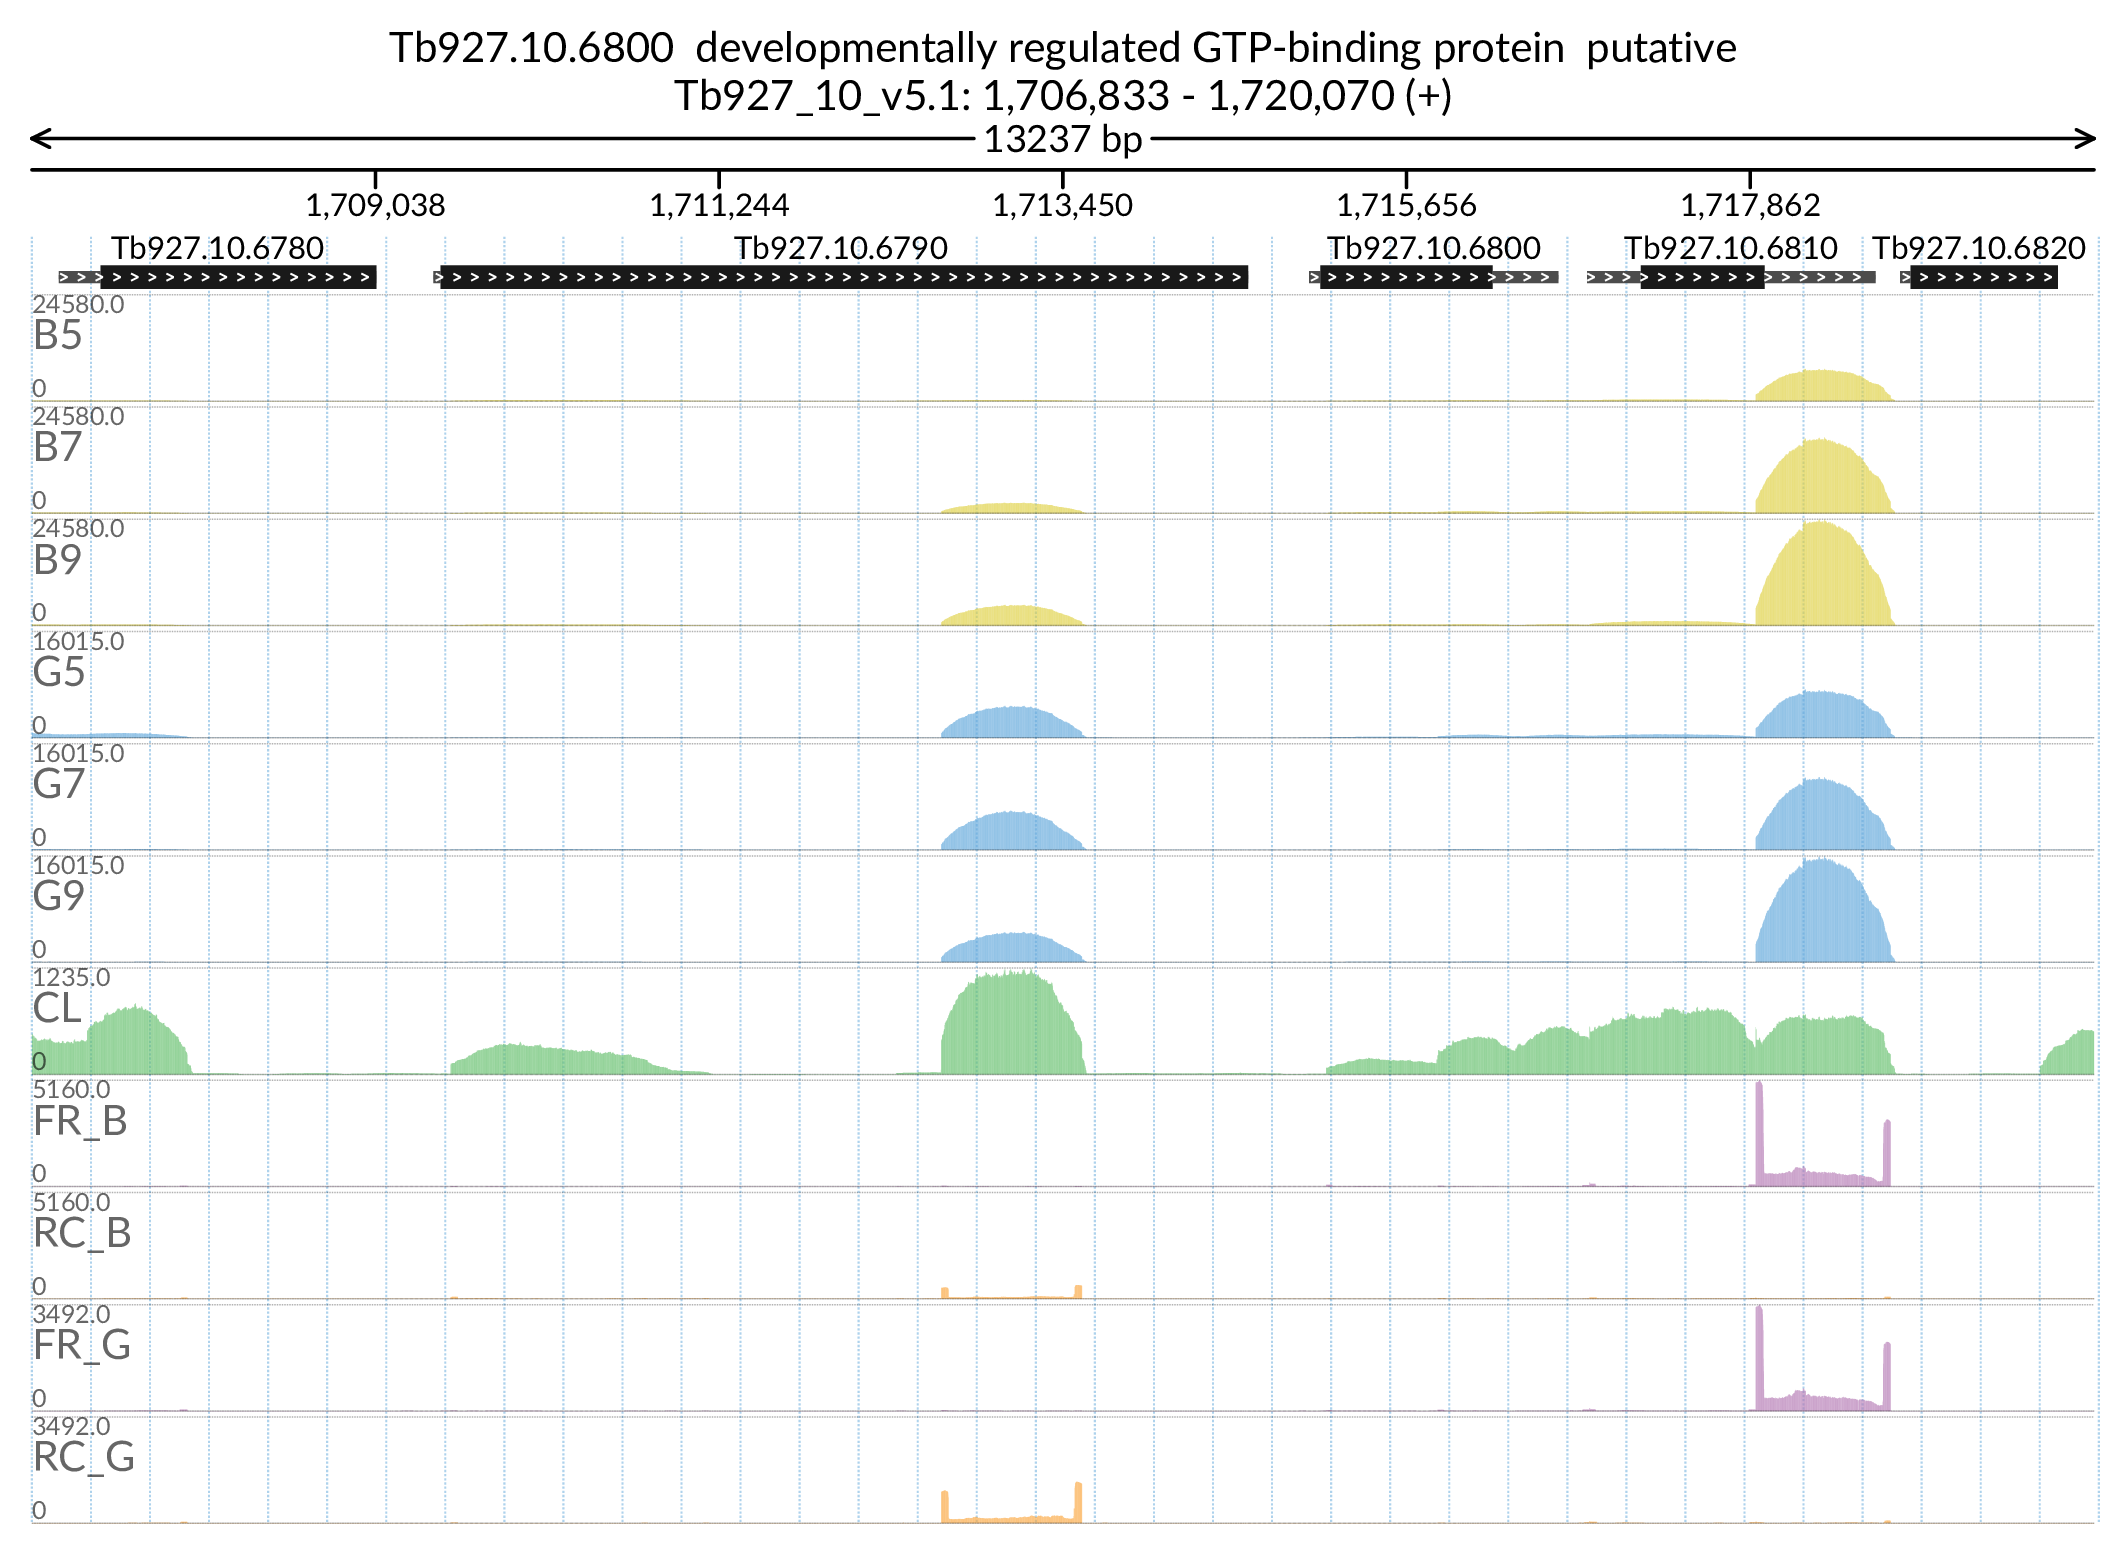 Tb927.10.6800 developmentally regulated GTP-binding protein putative
Tb927_10_v5.1: 1,706,833 - 1,720,070 (+)
13237 bp
1,709,038 1,711,244 1,713,450 1,715,656 1,717,862
Tb927.10.6780 Tb927.10.6790 Tb927.10.6800 Tb927.10.6810 Tb927.10.6820
24580.0
B5
0
24580.0
B7
0
24580.0
B9
0
16015.0
G5
0
16015.0
G7
0
16015.0
G9
0
1235.0
CL
0
5160.0
FR_B
0
5160.0
RC_B
0
3492.0
FR_G
0
3492.0
RC_G
0